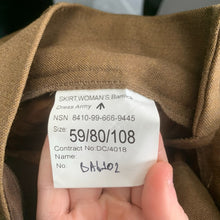 SKIRT,WOMAN'S Barrack
Dress Army
NSN 8410-99-666-9445
Size: 59/80/108
Contract No:DC/4018
Name:
No: